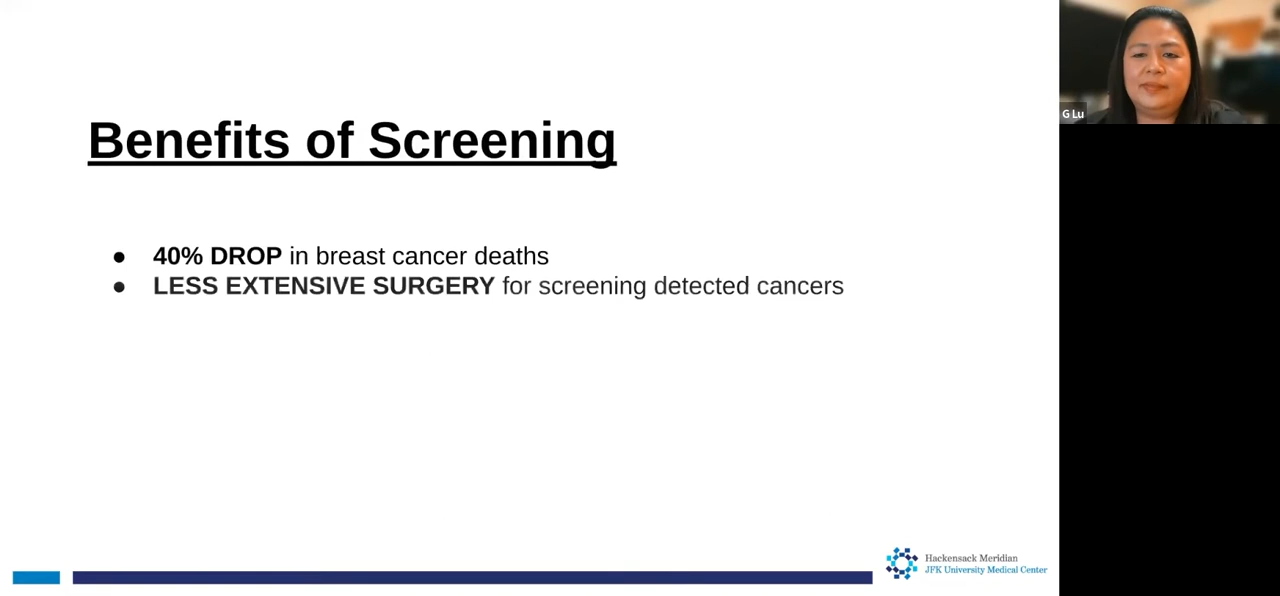 Benefits of Screening
● 40% DROP in breast cancer deaths
● LESS EXTENSIVE SURGERY for screening detected cancers
Hackensack Meridian
JFK University Medical Center
G Lu